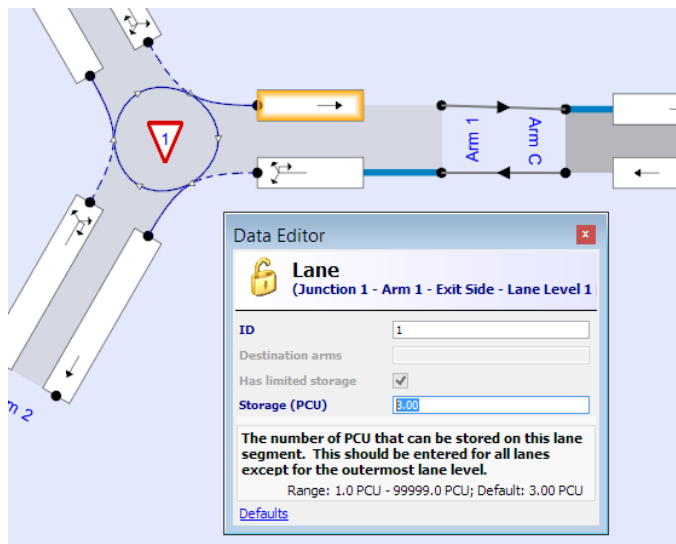 1
Arm 1
Arm C
m 2
Data Editor
x
Lane
(Junction 1 - Arm 1 - Exit Side - Lane Level 1
ID
1
Destination arms
Has limited storage
Storage (PCU)
3.00
The number of PCU that can be stored on this lane
segment. This should be entered for all lanes
except for the outermost lane level.
Range: 1.0 PCU - 99999.0 PCU; Default: 3.00 PCU
Defaults